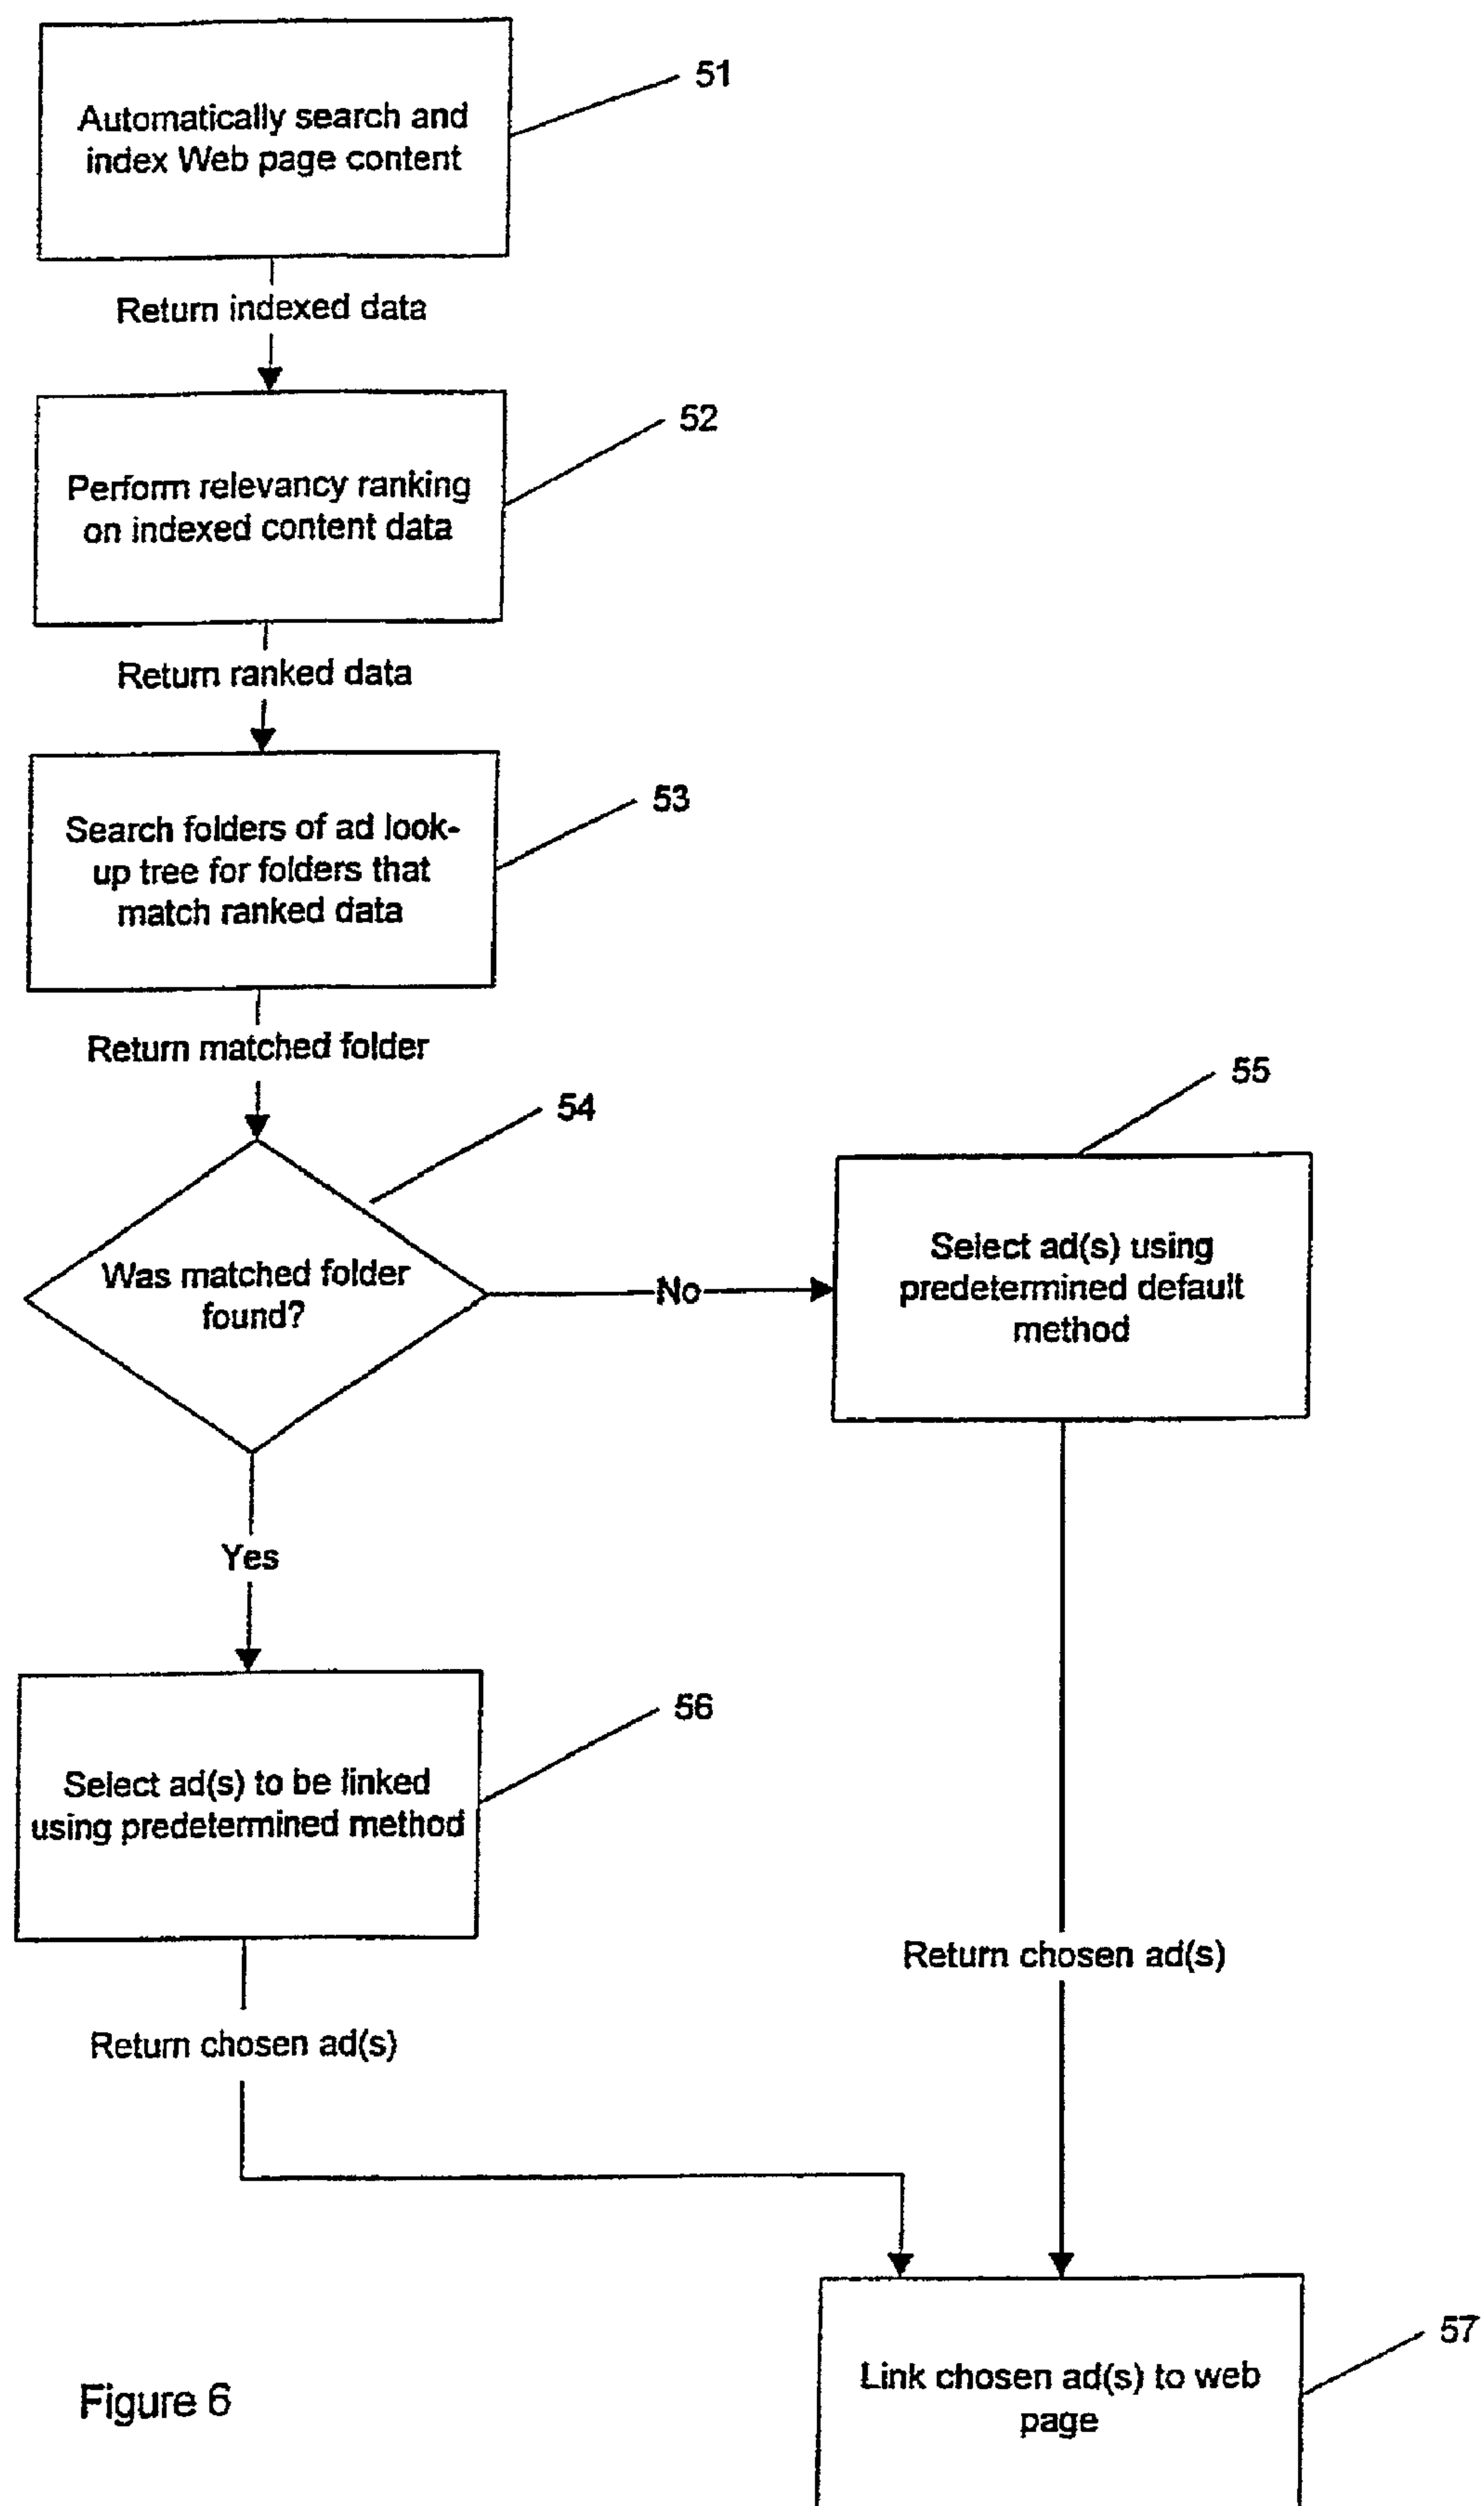 Automatically search and
index Web page content
51
Return indexed data
Perform relevancy ranking
on indexed content data
52
Return ranked data
Search folders of ad look-
up tree for folders that
match ranked data
53
Return matched folder
Was matched folder
found?
54
No
Select ad(s) using
predetermined default
method
55
Yes
Select ad(s) to be linked
using predetermined method
56
Return chosen ad(s)
Return chosen ad(s)
Link chosen ad(s) to web
page
57
Figure 6